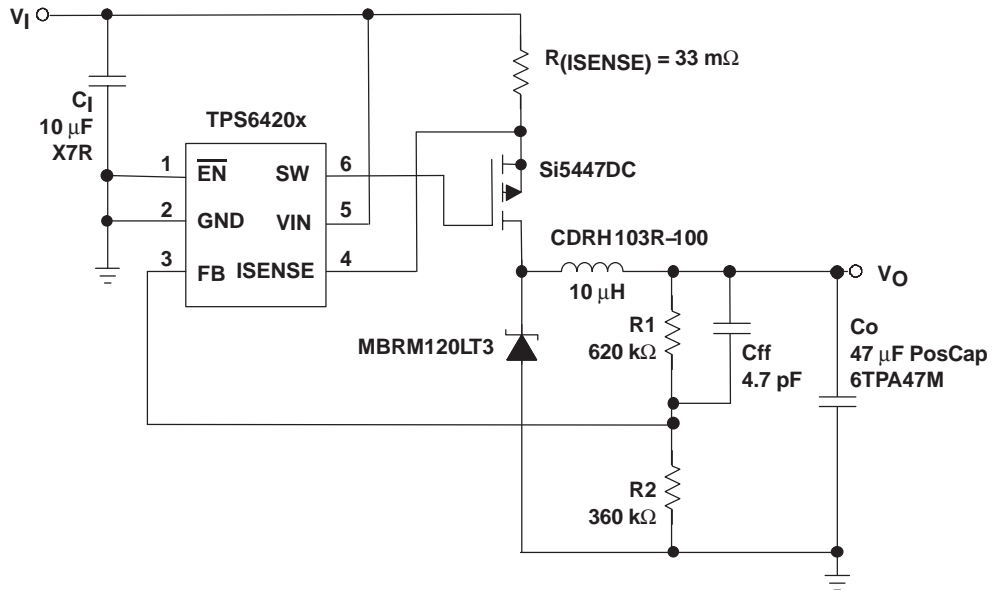 VI
R(ISENSE) = 33 mΩ
CI
10 μF
X7R
TPS6420x
1 EN SW 6
2 GND VIN 5
3 FB ISENSE 4
Si5447DC
CDRH103R–100
10 μH
VO
MBRM120LT3
R1
620 kΩ
Cff
4.7 pF
Co
47 μF PosCap
6TPA47M
R2
360 kΩ